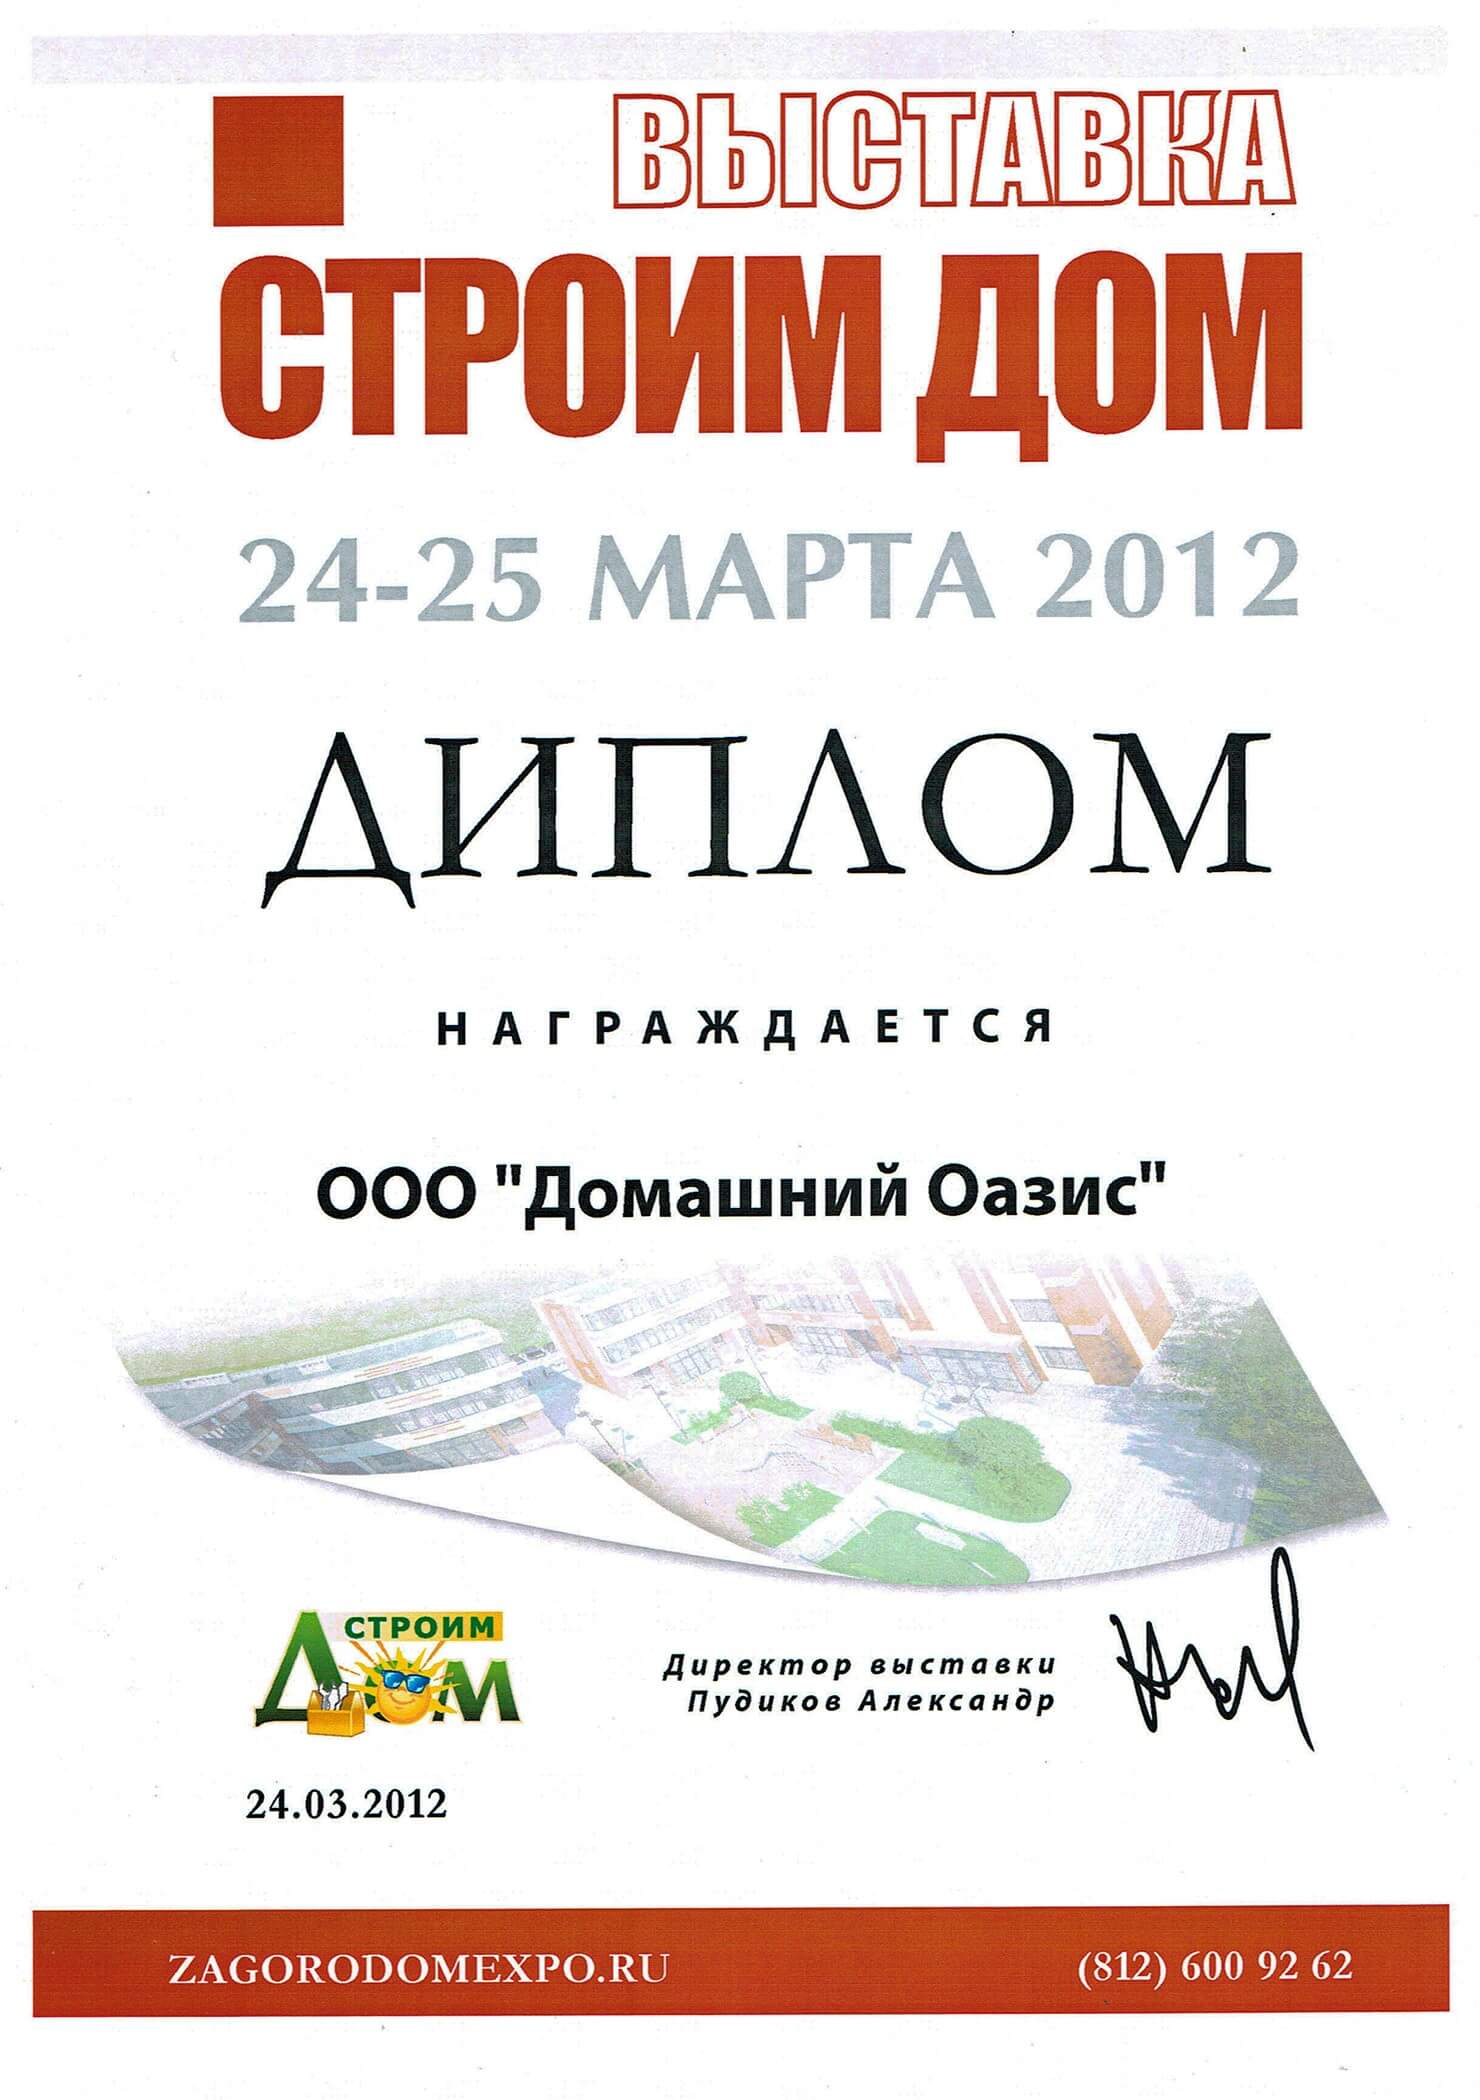 ВЫСТАВКА
СТРОИМ ДОМ
24-25 МАРТА 2012
ДИПЛОМ
НАГРАЖДАЕТСЯ
ООО "Домашний Оазис"
СТРОИМ
ДОМ
Директор выставки
Пудиков Александр
24.03.2012
ZAGORODOMEXPO.RU (812) 600 92 62